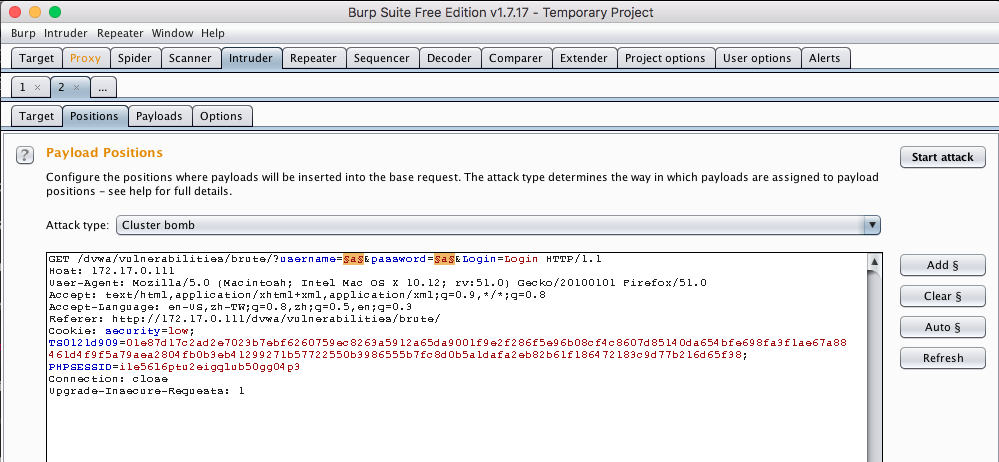 Burp Suite Free Edition v1.7.17 - Temporary Project
Burp Intruder Repeater Window Help
Target Proxy Spider Scanner Intruder Repeater Sequencer Decoder Comparer Extender Project options User options Alerts
1 × 2 × ...
Target Positions Payloads Options
? Payload Positions Start attack
Configure the positions where payloads will be inserted into the base request. The attack type determines the way in which payloads are assigned to payload
positions - see help for full details.
Attack type: Cluster bomb
GET /dvwa/vulnerabilities/brute/?username=§a§&password=§a§&Login=Login HTTP/1.1
Host: 172.17.0.111
User-Agent: Mozilla/5.0 (Macintosh; Intel Mac OS X 10.12; rv:51.0) Gecko/20100101 Firefox/51.0
Accept: text/html,application/xhtml+xml,application/xml;q=0.9,*/*;q=0.8
Accept-Language: en-US,zh-TW;q=0.8,zh;q=0.5,en;q=0.3
Referer: http://172.17.0.111/dvwa/vulnerabilities/brute/
Cookie: security=low;
TS0121d909=01e87d17c2ad2e7023b7ebf6260759ec8263a5912a65da9001f9e2f286f5e96b08cf4c8607d85140da654bfe698fa3f1ae67a88
461d4f9f5a79aea2804fb0b3eb41299271b57722550b3986555b7fc8d0b5a1dafa2eb82b61f186472183c9d77b216d65f38;
PHPSESSID=i1e5616ptu2eigqlub50gg04p3
Connection: close
Upgrade-Insecure-Requests: 1
Add §
Clear §
Auto §
Refresh